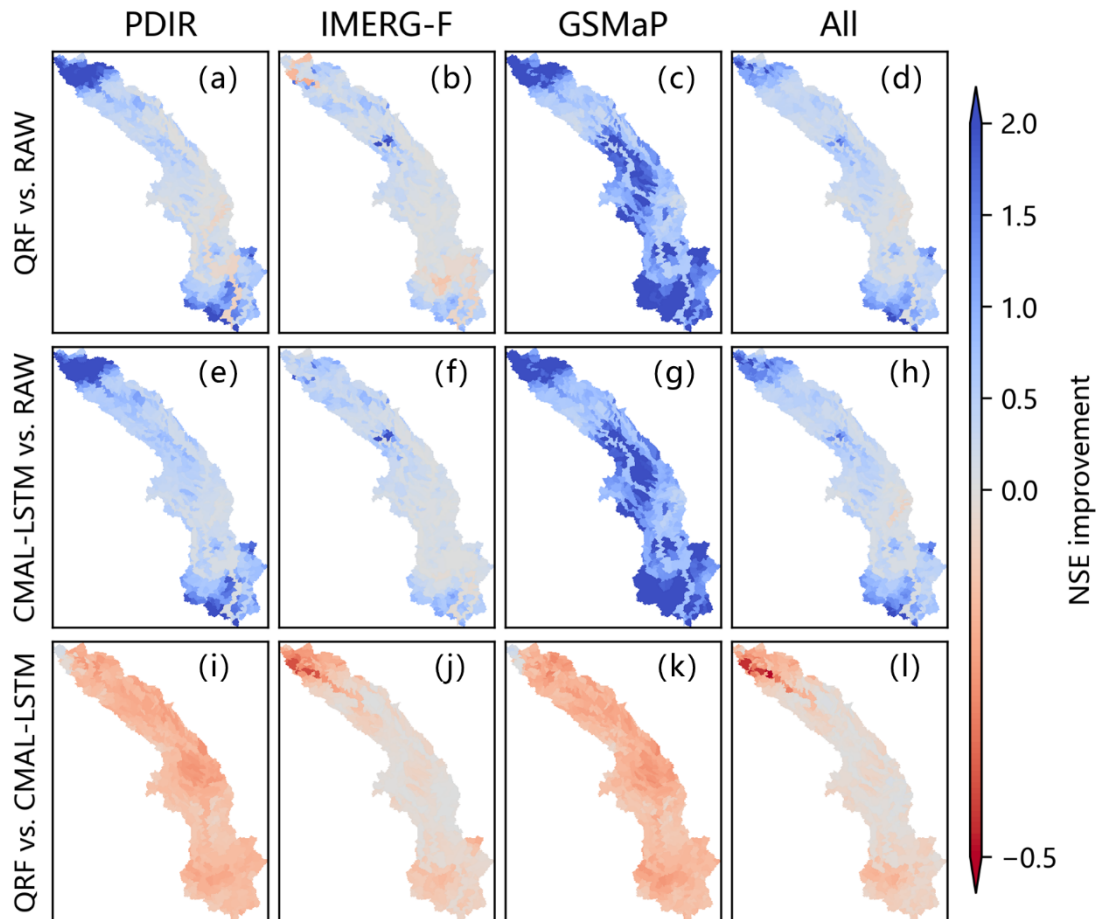 PDIR IMERG-F GSMaP All
QRF vs. RAW
(a) (b) (c) (d)
CMAL-LSTM vs. RAW
(e) (f) (g) (h)
QRF vs. CMAL-LSTM
(i) (j) (k) (l)
2.0
1.5
1.0
0.5
0.0
−0.5
NSE improvement